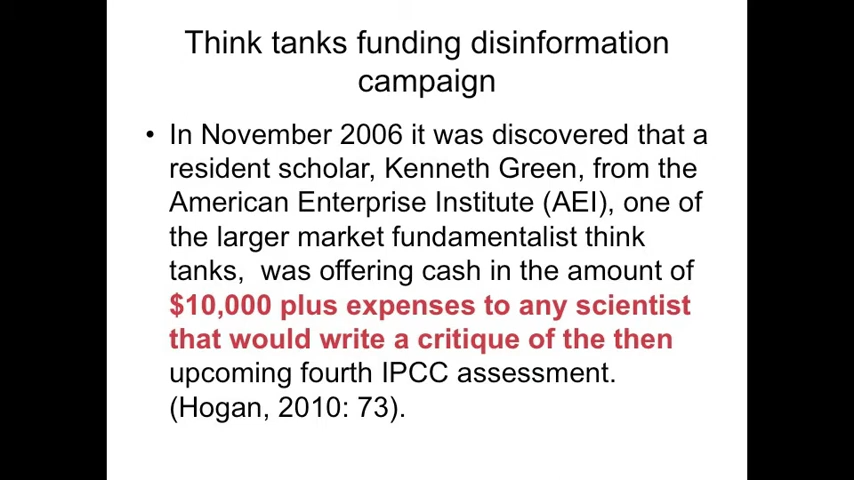 Think tanks funding disinformation
campaign
• In November 2006 it was discovered that a
resident scholar, Kenneth Green, from the
American Enterprise Institute (AEI), one of
the larger market fundamentalist think
tanks,  was offering cash in the amount of
$10,000 plus expenses to any scientist
that would write a critique of the then
upcoming fourth IPCC assessment.
(Hogan, 2010: 73).